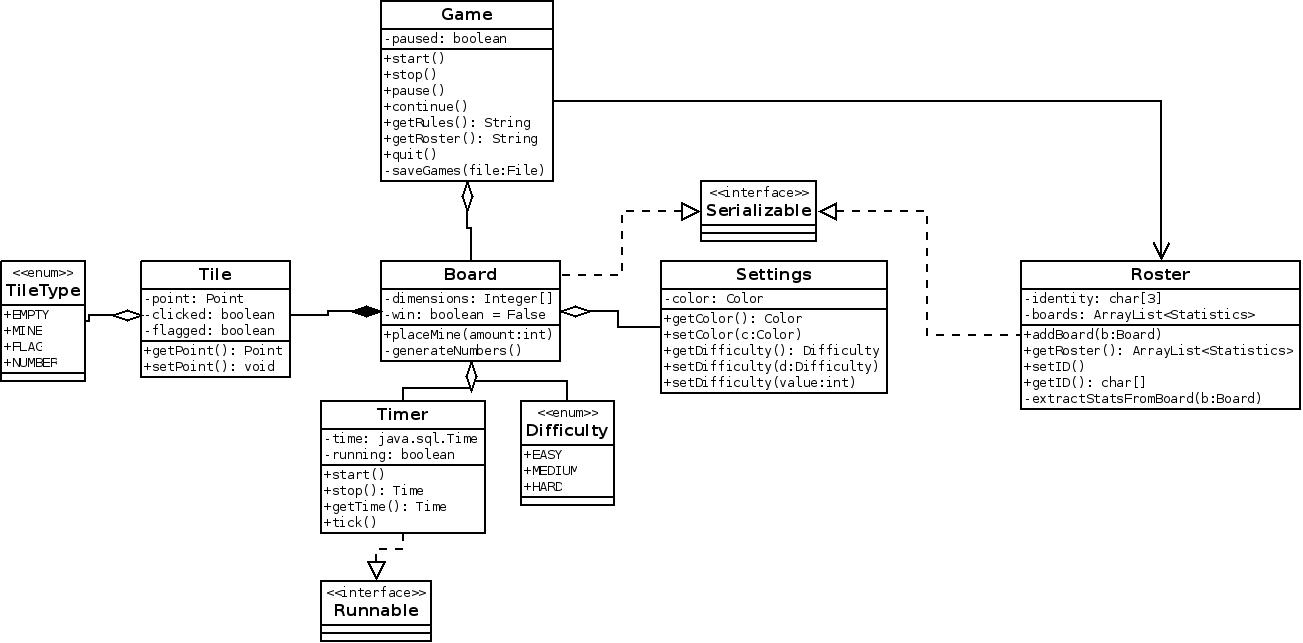 Game
-paused: boolean
+start()
+stop()
+pause()
+continue()
+getRules(): String
+getRoster(): String
+quit()
-saveGames(file:File)
<<interface>>
Serializable
<<enum>>
TileType
+EMPTY
+MINE
+FLAG
+NUMBER
Tile
-point: Point
-clicked: boolean
-flagged: boolean
+getPoint(): Point
+setPoint(): void
Board
-dimensions: Integer[]
-win: boolean = False
+placeMine(amount:int)
-generateNumbers()
Settings
-color: Color
+getColor(): Color
+setColor(c:Color)
+getDifficulty(): Difficulty
+setDifficulty(d:Difficulty)
+setDifficulty(value:int)
Roster
-identity: char[3]
-boards: ArrayList<Statistics>
+addBoard(b:Board)
+getRoster(): ArrayList<Statistics>
+setID()
+getID(): char[]
-extractStatsFromBoard(b:Board)
Timer
-time: java.sql.Time
-running: boolean
+start()
+stop(): Time
+getTime(): Time
+tick()
<<enum>>
Difficulty
+EASY
+MEDIUM
+HARD
<<interface>>
Runnable